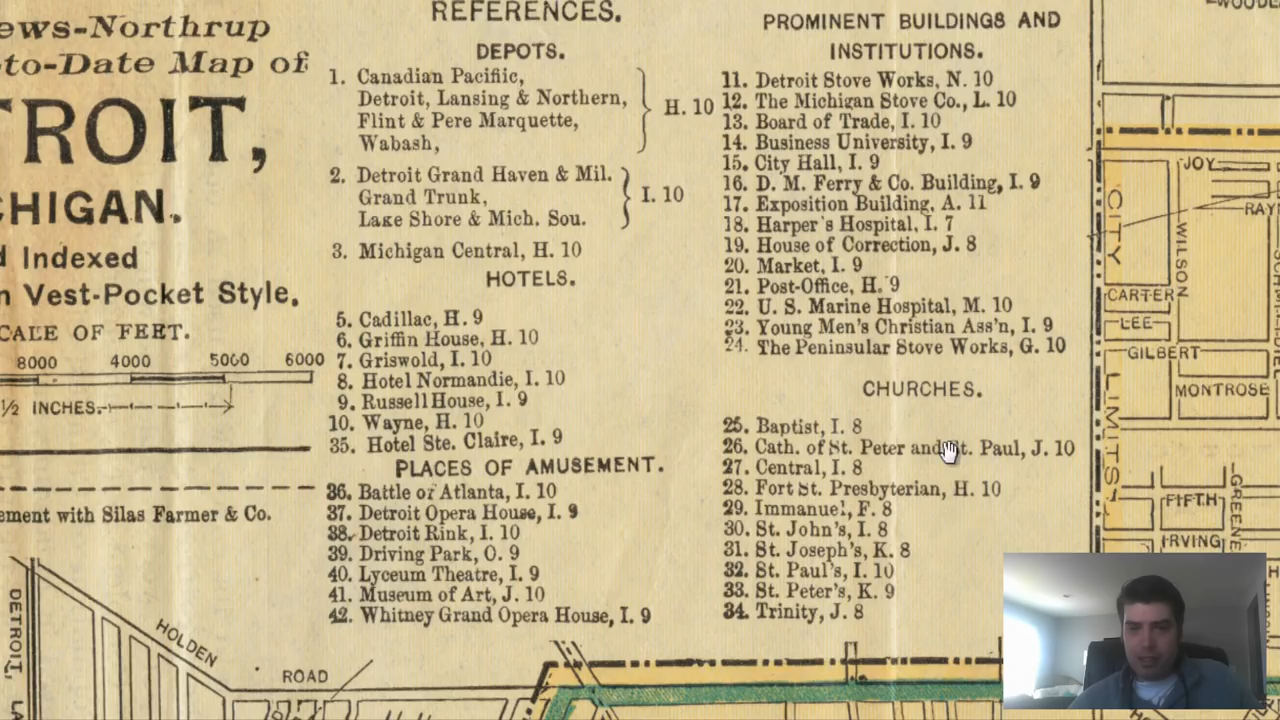 ews-Northrup
to-Date Map of
TROIT,
CHIGAN.
d Indexed
n Vest-Pocket Style.
CALE OF FEET.
8000 4000 5000 6000
½ INCHES.
ement with Silas Farmer & Co.
REFERENCES.
DEPOTS.
1. Canadian Pacific,
Detroit, Lansing & Northern,
Flint & Pere Marquette,
Wabash,
H. 10
2. Detroit Grand Haven & Mil.
Grand Trunk,
Lake Shore & Mich. Sou.
I. 10
3. Michigan Central, H. 10
HOTELS.
5. Cadillac, H. 9
6. Griffin House, H. 10
7. Griswold, I. 10
8. Hotel Normandie, I. 10
9. Russell House, I. 9
10. Wayne, H. 10
35. Hotel Ste. Claire, I. 9
PLACES OF AMUSEMENT.
36. Battle of Atlanta, I. 10
37. Detroit Opera House, I. 9
38. Detroit Rink, I. 10
39. Driving Park, O. 9
40. Lyceum Theatre, I. 9
41. Museum of Art, J. 10
42. Whitney Grand Opera House, I. 9
PROMINENT BUILDINGS AND
INSTITUTIONS.
11. Detroit Stove Works, N. 10
12. The Michigan Stove Co., L. 10
13. Board of Trade, I. 10
14. Business University, I. 9
15. City Hall, I. 9
16. D. M. Ferry & Co. Building, I. 9
17. Exposition Building, A. 11
18. Harper's Hospital, I. 7
19. House of Correction, J. 8
20. Market, I. 9
21. Post-Office, H. 9
22. U. S. Marine Hospital, M. 10
23. Young Men's Christian Ass'n, I. 9
24. The Peninsular Stove Works, G. 10
CHURCHES.
25. Baptist, I. 8
26. Cath. of St. Peter and St. Paul, J. 10
27. Central, I. 8
28. Fort St. Presbyterian, H. 10
29. Immanuel, F. 8
30. St. John's, I. 8
31. St. Joseph's, K. 8
32. St. Paul's, I. 10
33. St. Peter's, K. 9
34. Trinity, J. 8
JOY
CITY
WILSON
CARTER
LEE
GILBERT
MONTROSE
LIMITS
FIFTH
GREENE
IRVING
DETROIT,
HOLDEN
ROAD